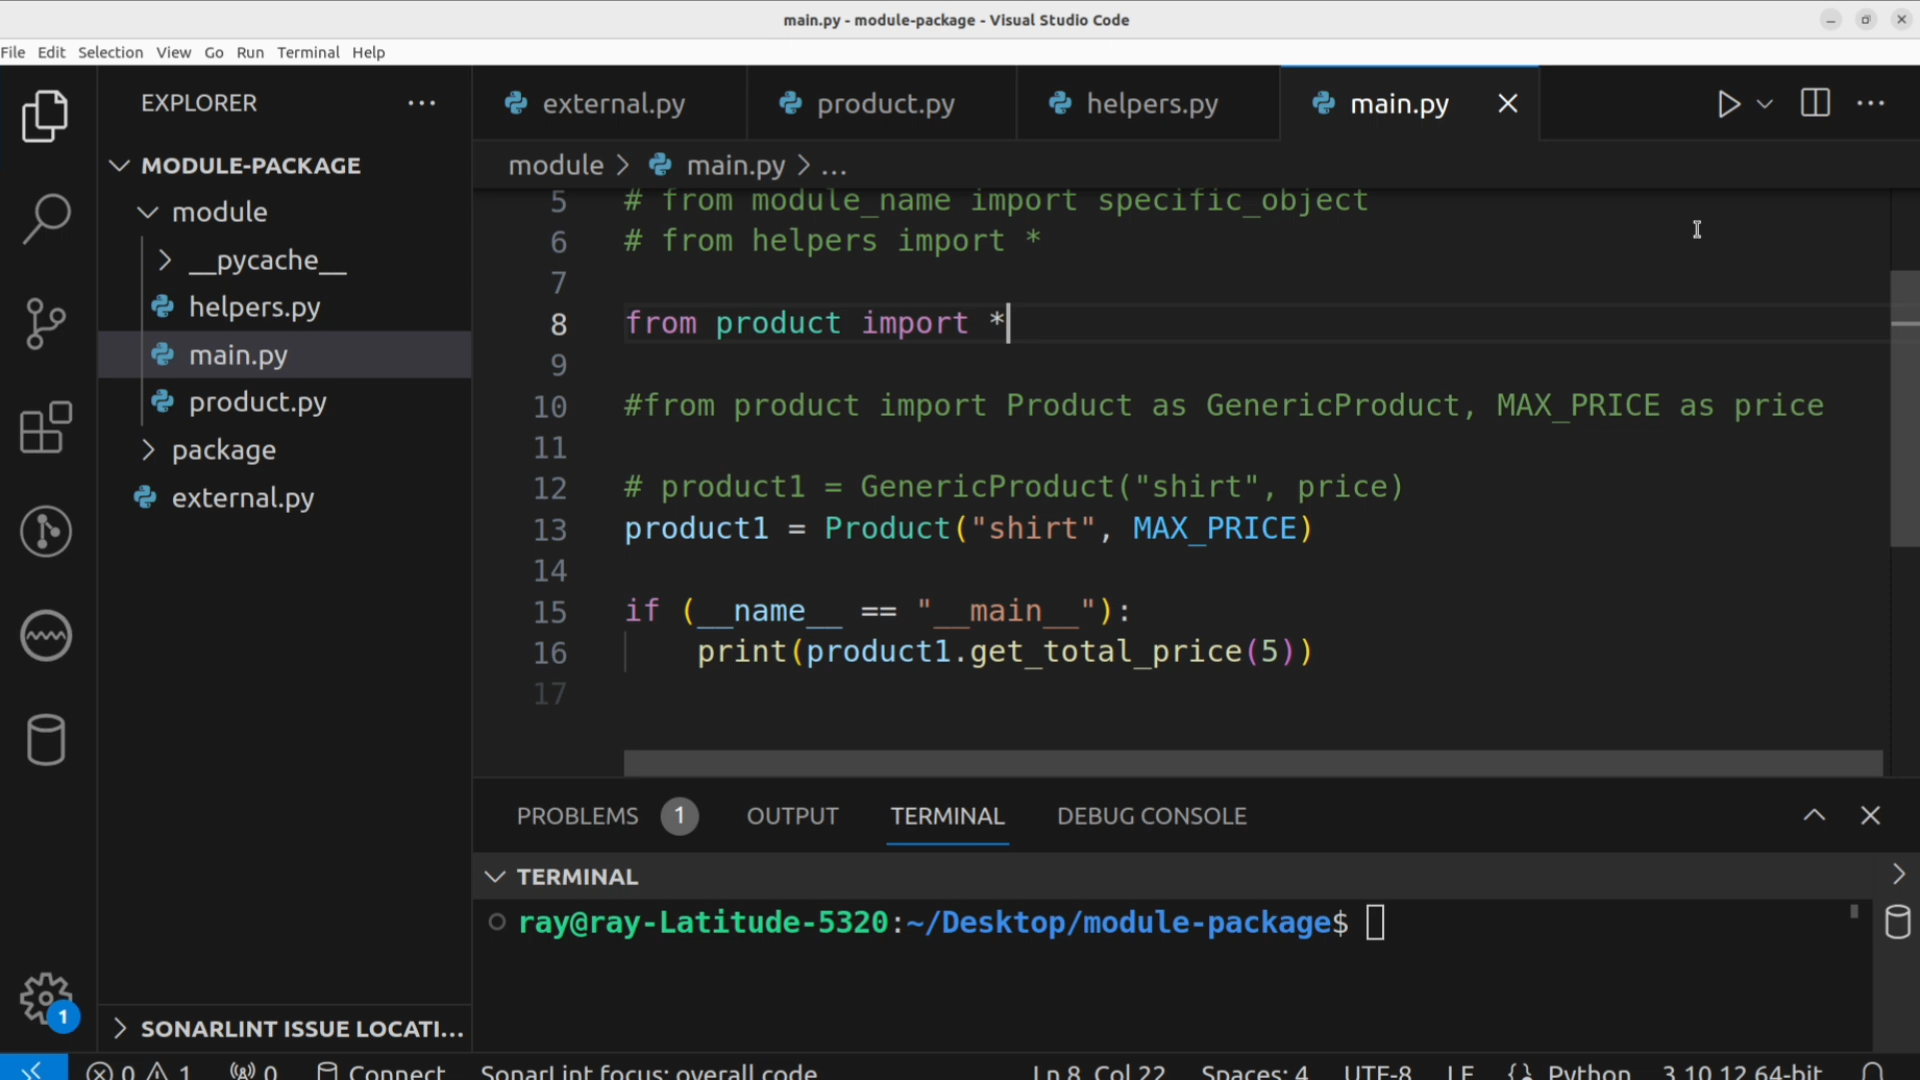 main.py - module-package - Visual Studio Code
File Edit Selection View Go Run Terminal Help
EXPLORER ...
MODULE-PACKAGE
module
__pycache__
helpers.py
main.py
product.py
package
external.py
SONARLINT ISSUE LOCATI...
external.py product.py helpers.py main.py
module > main.py > ...
5 # from module_name import specific_object
6 # from helpers import *
7
8 from product import *
9
10 #from product import Product as GenericProduct, MAX_PRICE as price
11
12 # product1 = GenericProduct("shirt", price)
13 product1 = Product("shirt", MAX_PRICE)
14
15 if (__name__ == "__main__"):
16 print(product1.get_total_price(5))
17
PROBLEMS 1 OUTPUT TERMINAL DEBUG CONSOLE
TERMINAL
ray@ray-Latitude-5320:~/Desktop/module-package$
1
0 1 0 Connect SonarLint focus: overall code Ln 8, Col 22 Spaces: 4 UTF-8 LF {} Python 3.10.12 64-bit